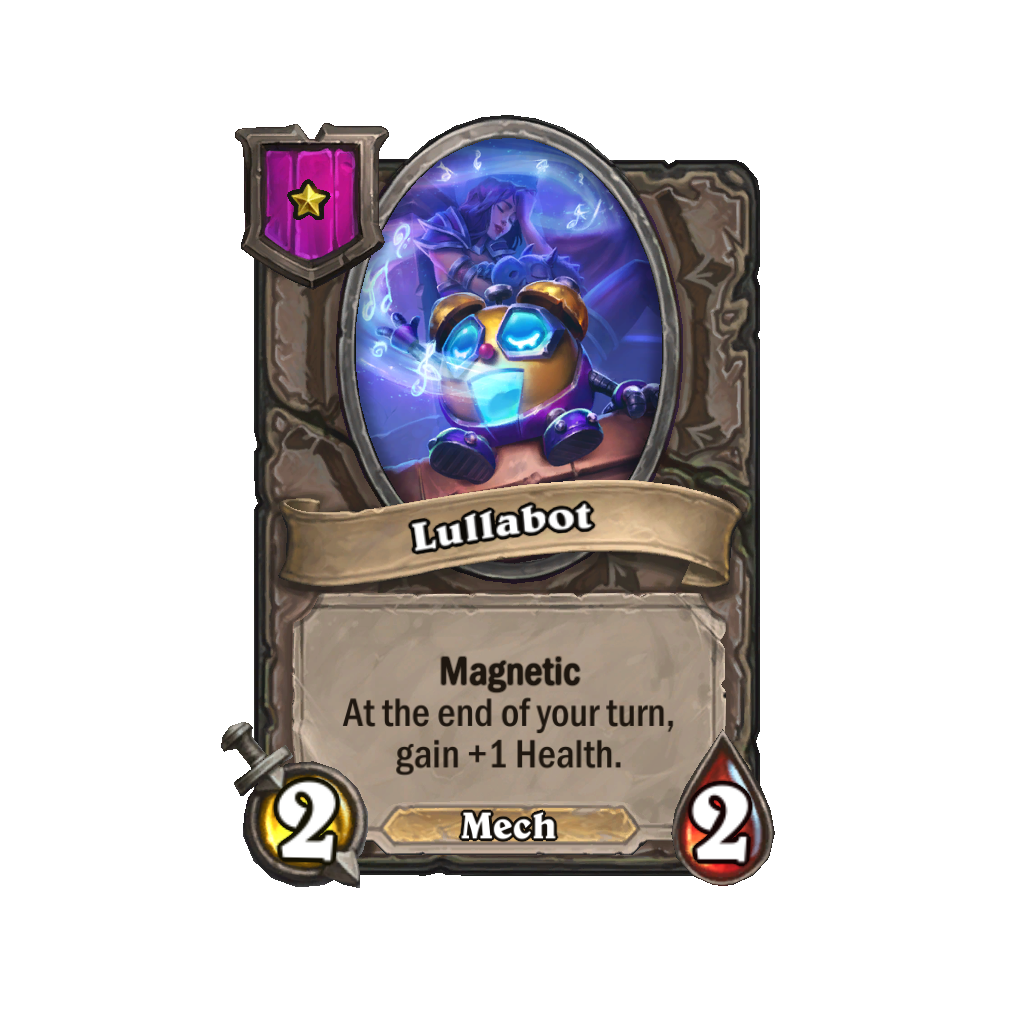 Lullabot
Magnetic
At the end of your turn,
gain +1 Health.
2
Mech
2